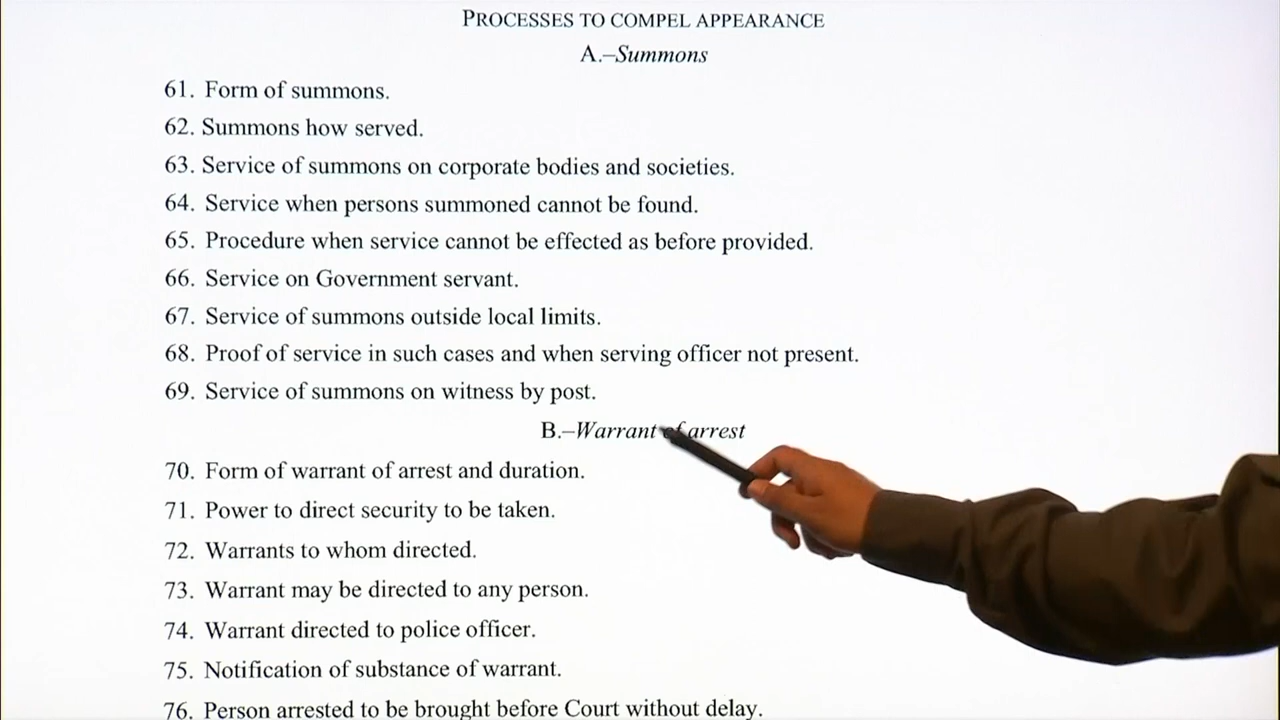 PROCESSES TO COMPEL APPEARANCE
A.–Summons
61. Form of summons.
62. Summons how served.
63. Service of summons on corporate bodies and societies.
64. Service when persons summoned cannot be found.
65. Procedure when service cannot be effected as before provided.
66. Service on Government servant.
67. Service of summons outside local limits.
68. Proof of service in such cases and when serving officer not present.
69. Service of summons on witness by post.
B.–Warrant of arrest
70. Form of warrant of arrest and duration.
71. Power to direct security to be taken.
72. Warrants to whom directed.
73. Warrant may be directed to any person.
74. Warrant directed to police officer.
75. Notification of substance of warrant.
76. Person arrested to be brought before Court without delay.